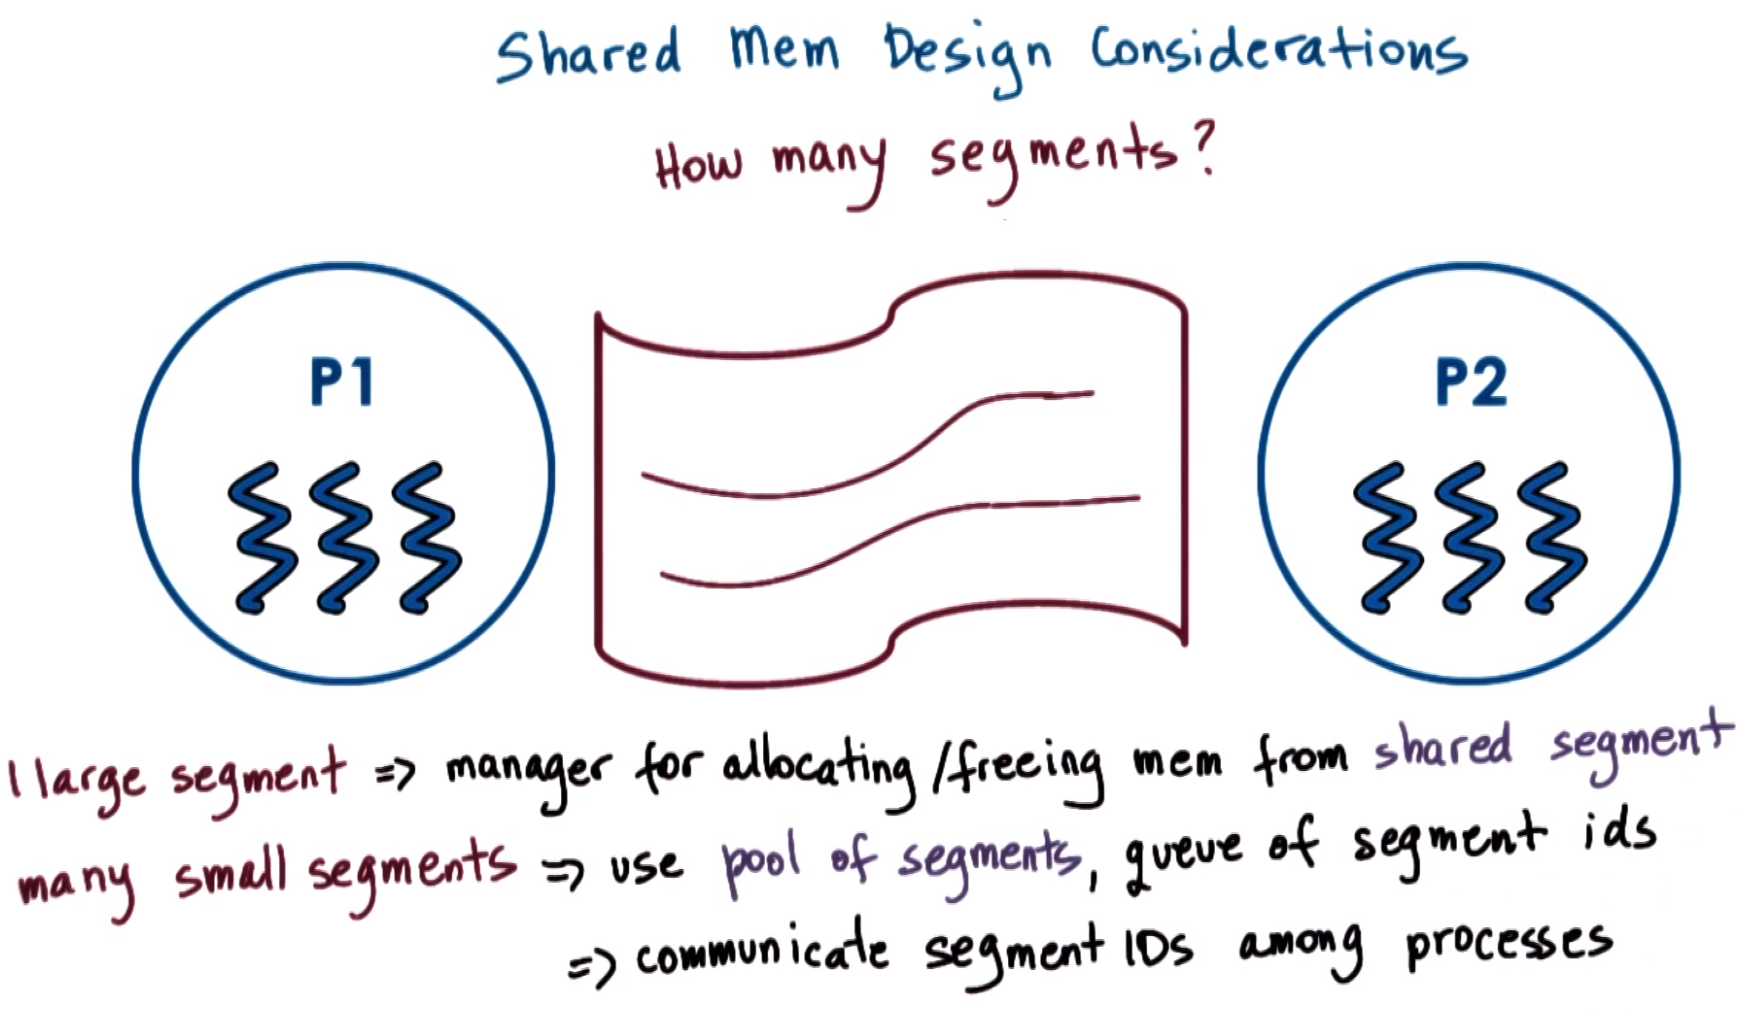 Shared Mem Design Considerations
How many segments?
P1
P2
1 large segment => manager for allocating/freeing mem from shared segment
many small segments => use pool of segments, queue of segment ids
=> communicate segment IDs among processes